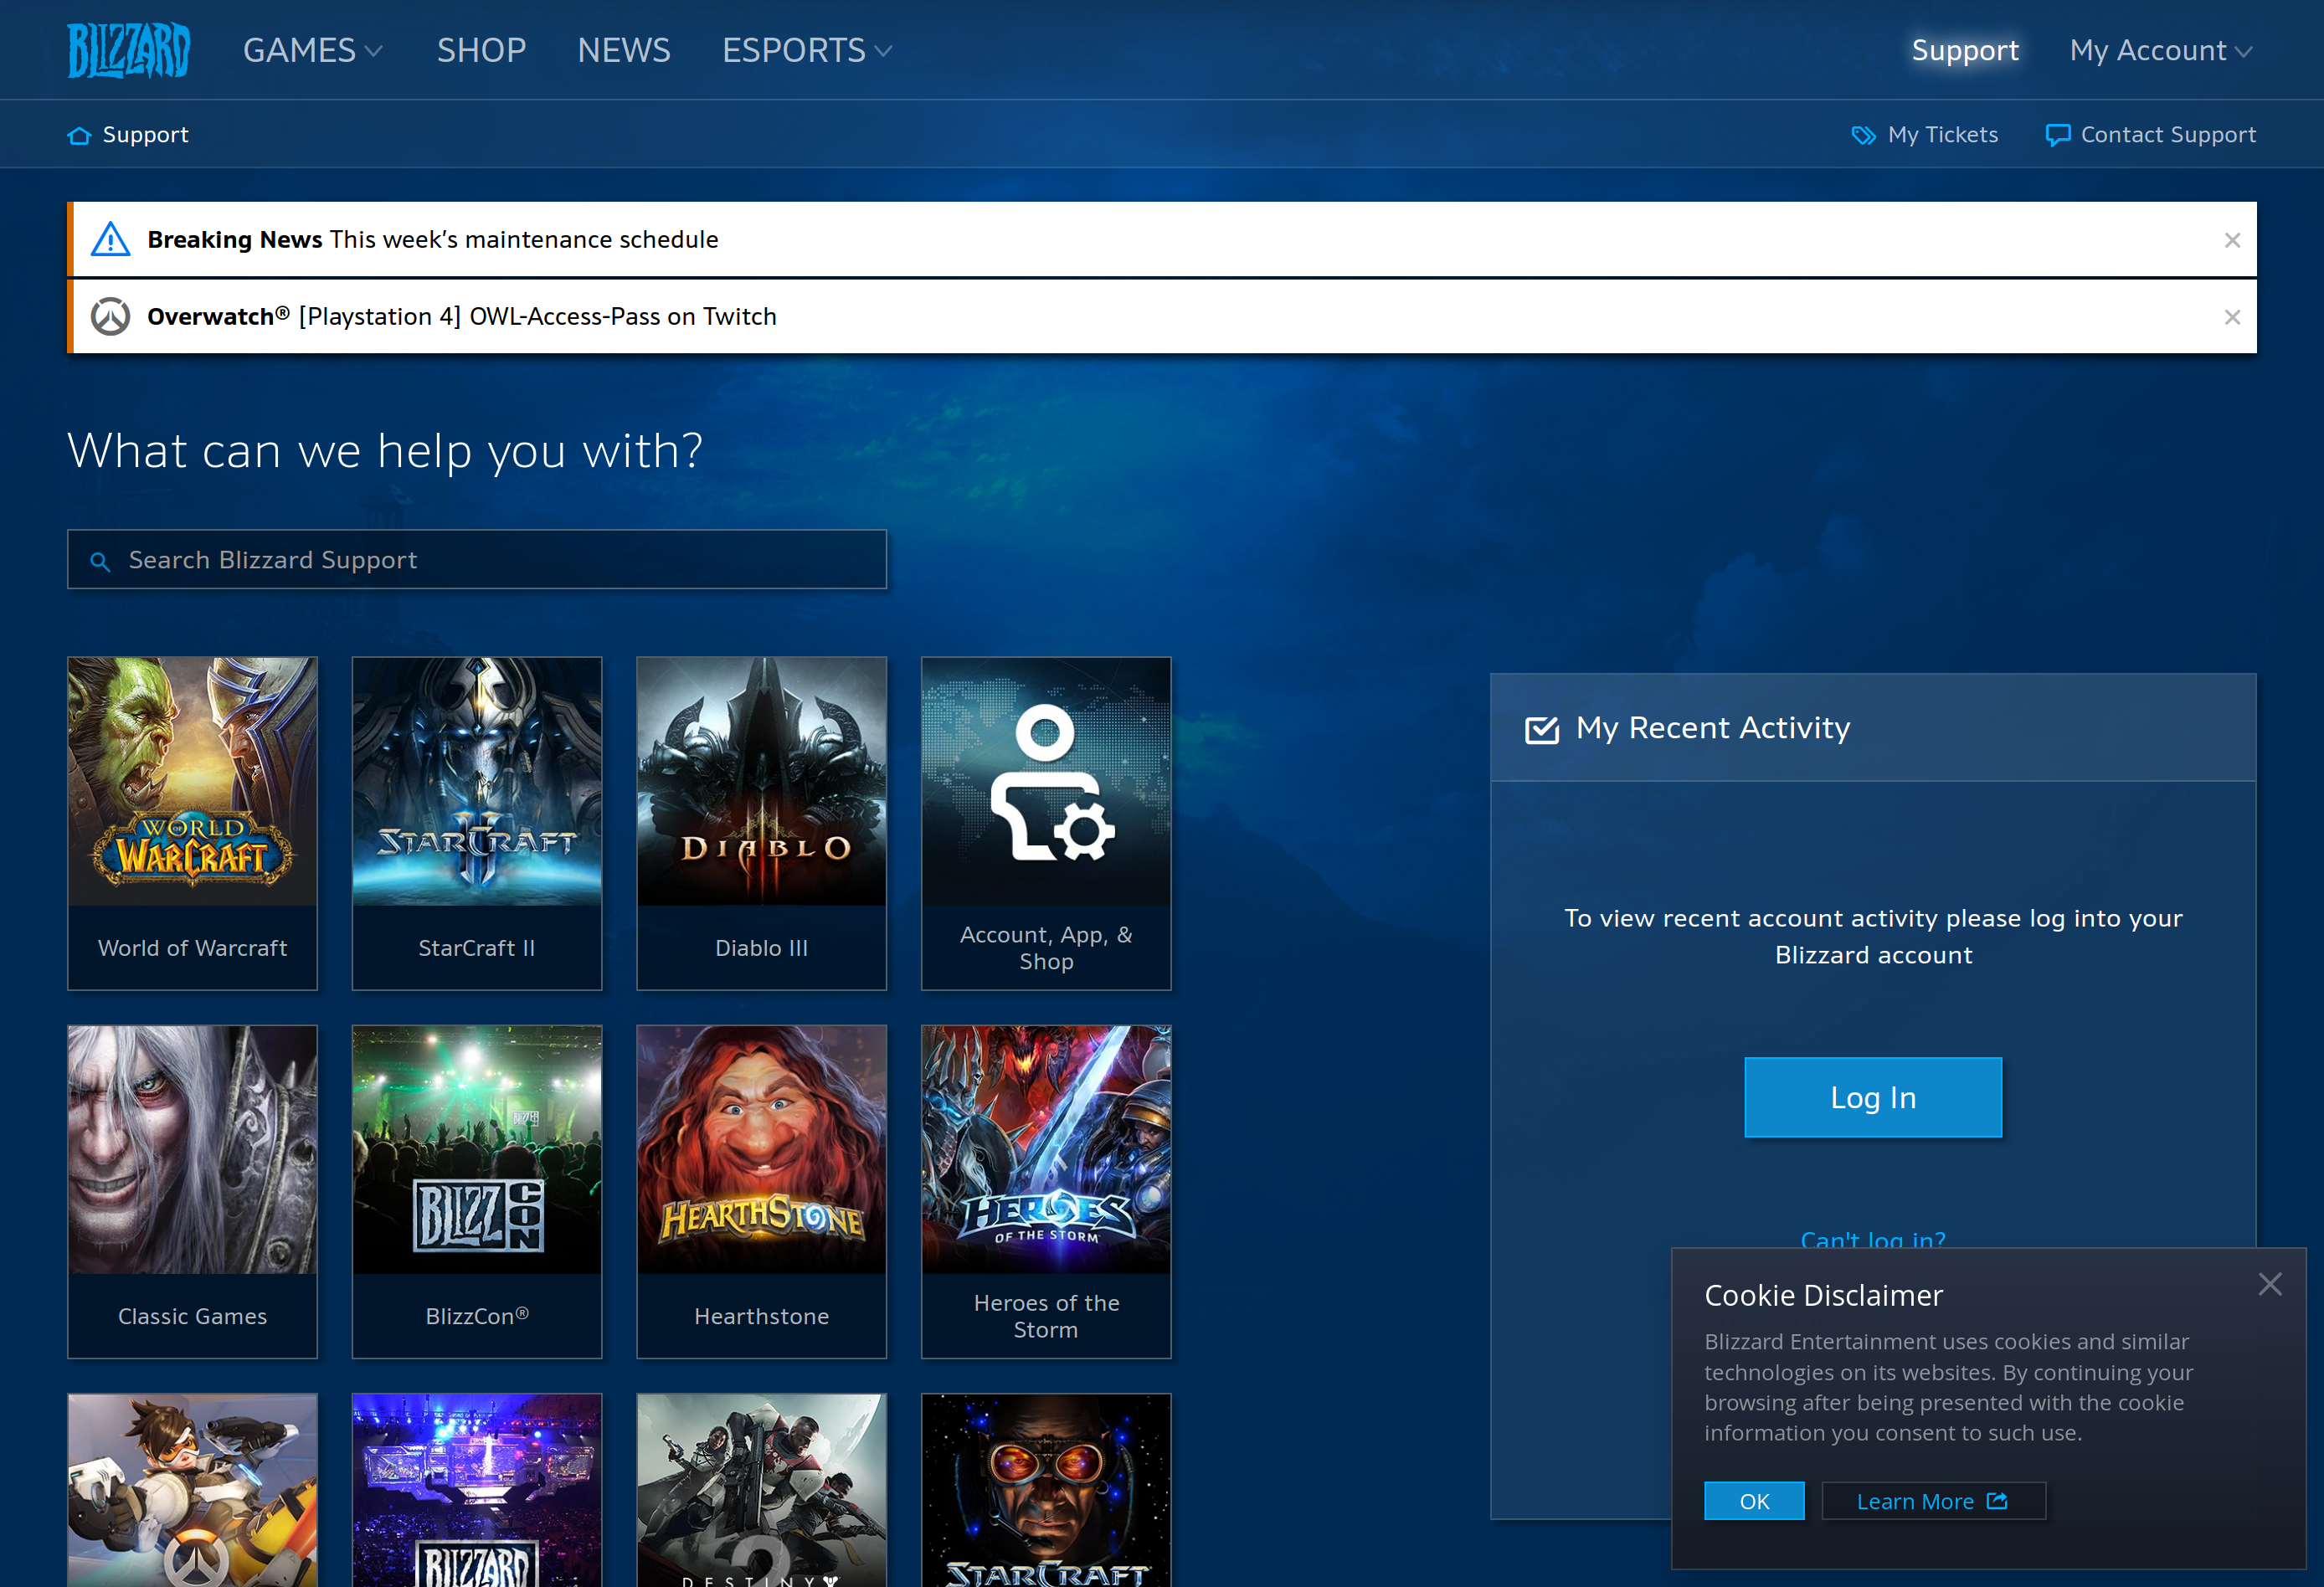 BLIZZARD GAMES SHOP NEWS ESPORTS Support My Account
Support My Tickets Contact Support
Breaking News This week's maintenance schedule
Overwatch® [Playstation 4] OWL-Access-Pass on Twitch
What can we help you with?
Search Blizzard Support
WORLD OF WARCRAFT
STARCRAFT II
DIABLO III
World of Warcraft
StarCraft II
Diablo III
Account, App, &
Shop
My Recent Activity
To view recent account activity please log into your
Blizzard account
Log In
Can't log in?
BLIZZCON
HEARTHSTONE
HEROES
OF THE STORM
Classic Games
BlizzCon®
Hearthstone
Heroes of the
Storm
BLIZZARD
DESTINY 2
STARCRAFT
Cookie Disclaimer
Blizzard Entertainment uses cookies and similar
technologies on its websites. By continuing your
browsing after being presented with the cookie
information you consent to such use.
OK
Learn More